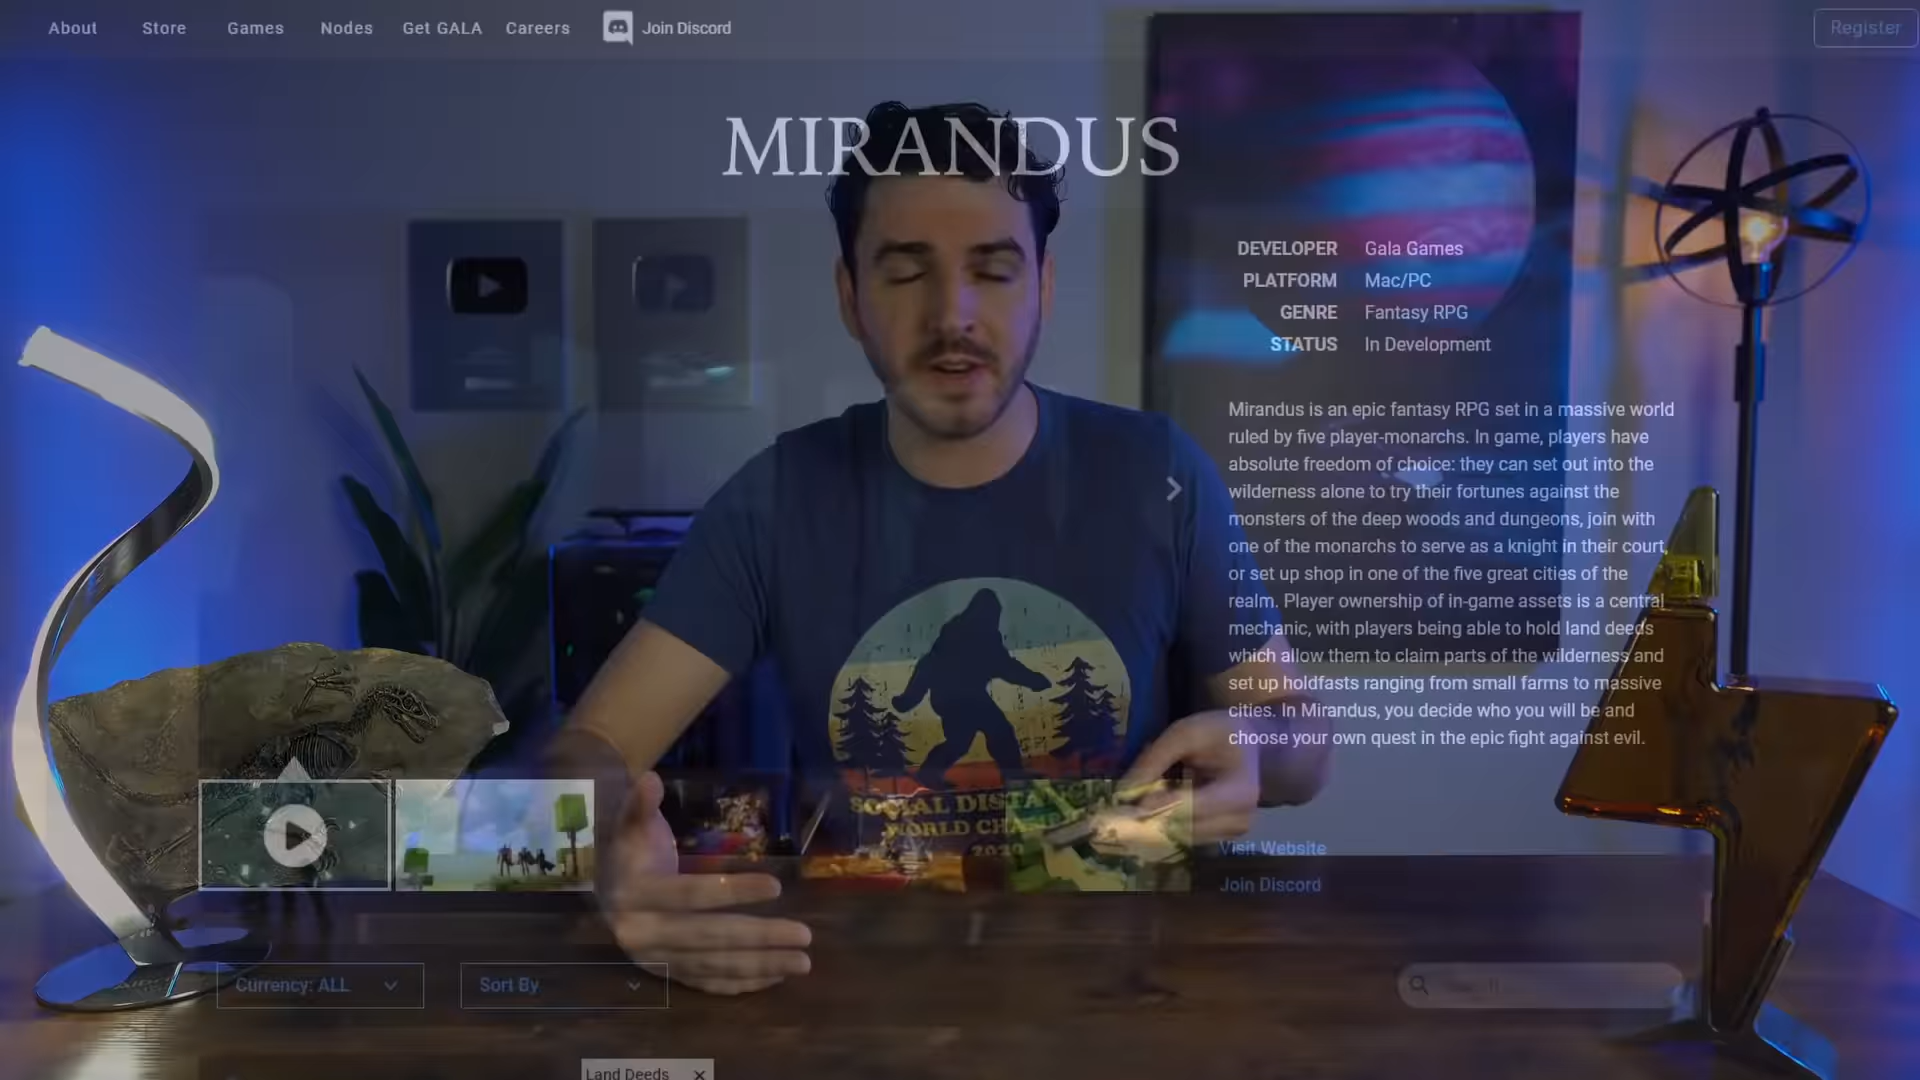 About
Store
Games
Nodes
Get GALA
Careers
Join Discord
Register
MIRANDUS
DEVELOPER Gala Games
PLATFORM Mac/PC
GENRE Fantasy RPG
STATUS In Development
Mirandus is an epic fantasy RPG set in a massive world
ruled by five player-monarchs. In game, players have
absolute freedom of choice: they can set out into the
wilderness alone to try their fortunes against the
monsters of the deep woods and dungeons, join with
one of the monarchs to serve as a knight in their court,
or set up shop in one of the five great cities of the
realm. Player ownership of in-game assets is a central
mechanic, with players being able to hold land deeds
which allow them to claim parts of the wilderness and
set up holdfasts ranging from small farms to massive
cities. In Mirandus, you decide who you will be and
choose your own quest in the epic fight against evil.
SOCIAL DISTANCING
WORLD CHAMPION
2020
Visit Website
Join Discord
Currency: ALL
Sort By
Land Deeds